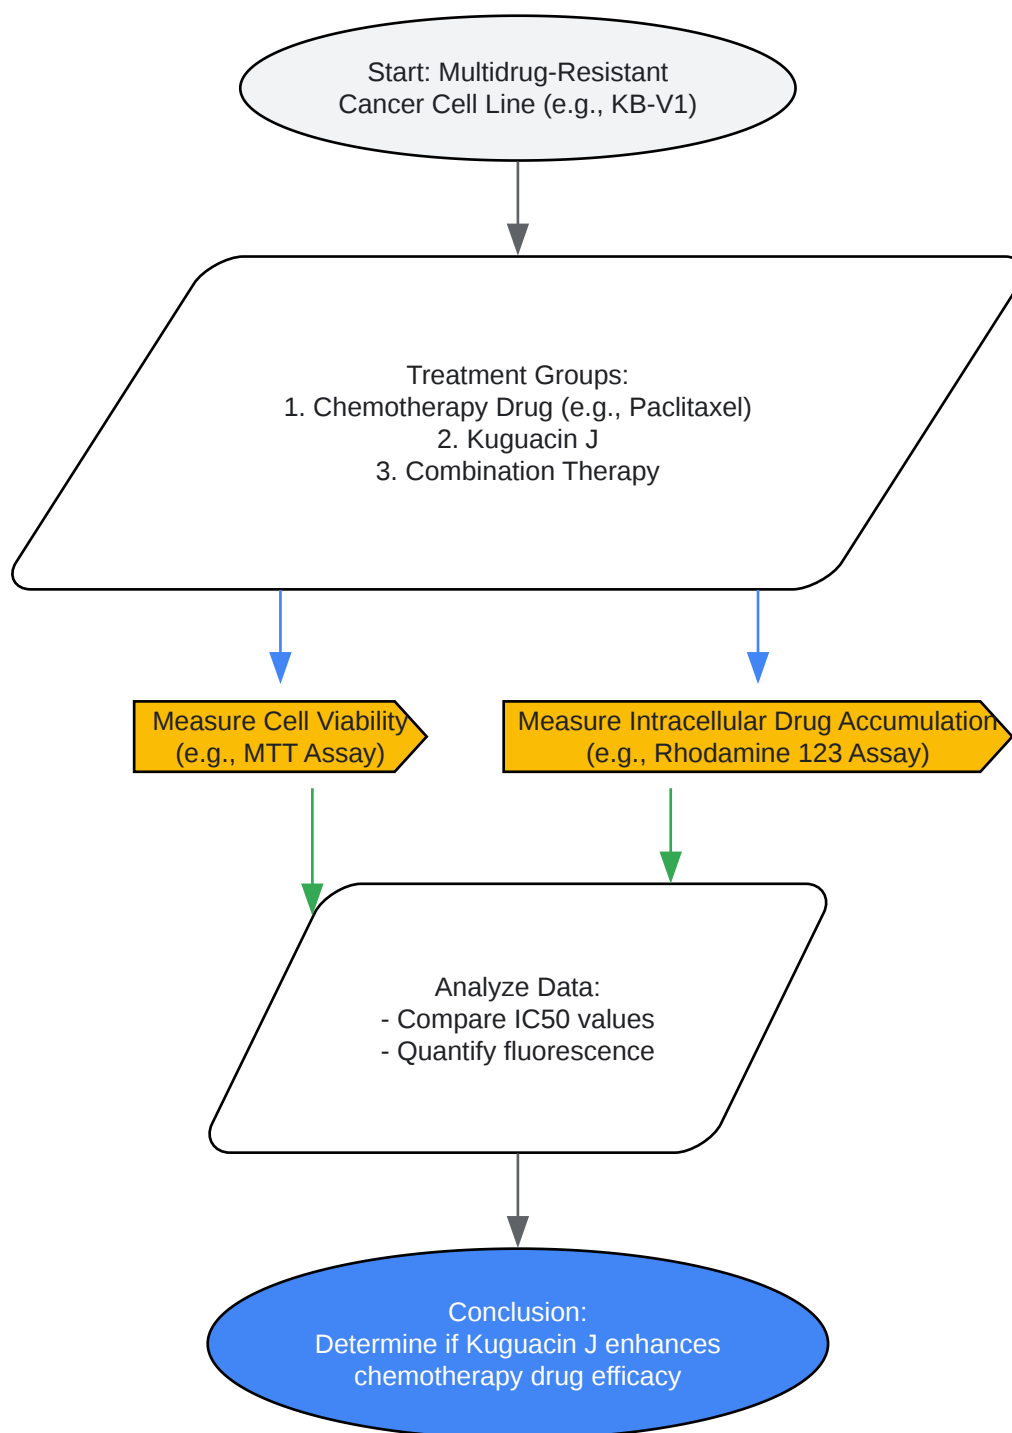 Start: Multidrug-Resistant
Cancer Cell Line (e.g., KB-V1)
Treatment Groups:
1. Chemotherapy Drug (e.g., Paclitaxel)
2. Kuguacin J
3. Combination Therapy
Measure Cell Viability
(e.g., MTT Assay)
Measure Intracellular Drug Accumulation
(e.g., Rhodamine 123 Assay)
Analyze Data:
- Compare IC50 values
- Quantify fluorescence
Conclusion:
Determine if Kuguacin J enhances
chemotherapy drug efficacy